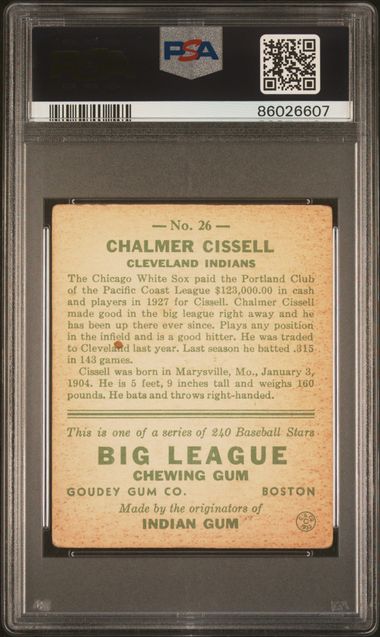 PSA
86026607
— No. 26 —
CHALMER CISSELL
CLEVELAND INDIANS
The Chicago White Sox paid the Portland Club
of the Pacific Coast League $123,000.00 in cash
and players in 1927 for Cissell. Chalmer Cissell
made good in the big league right away and he
has been up there ever since. Plays any position
in the infield and is a good hitter. He was traded
to Cleveland last year. Last season he batted .315
in 143 games.
Cissell was born in Marysville, Mo., January 3,
1904. He is 5 feet, 9 inches tall and weighs 160
pounds. He bats and throws right-handed.
This is one of a series of 240 Baseball Stars
BIG LEAGUE
CHEWING GUM
GOUDEY GUM CO. BOSTON
Made by the originators of
INDIAN GUM